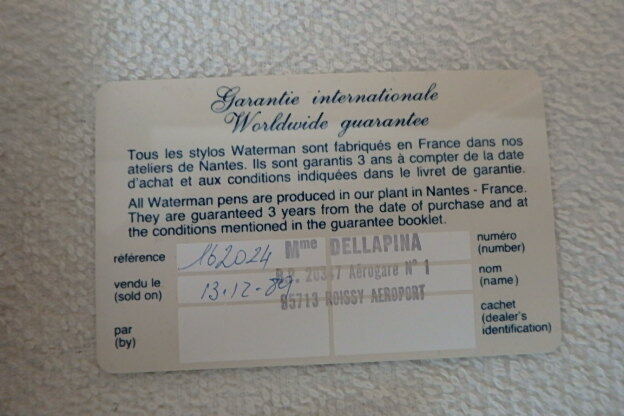 Garantie internationale
Worldwide guarantee
Tous les stylos Waterman sont fabriqués en France dans nos
ateliers de Nantes. Ils sont garantis 3 ans à compter de la date
d'achat et aux conditions indiquées dans le livret de garantie.
All Waterman pens are produced in our plant in Nantes - France.
They are guaranteed 3 years from the date of purchase and at
the conditions mentioned in the guarantee booklet.
référence 162024 Mme DELLAPINA numéro
(number)
B.P. Aérogare N° 1 nom
vendu le 13-12-89 (name)
(sold on) 95713 ROISSY AEROPORT
cachet
par (dealer's
(by) identification)